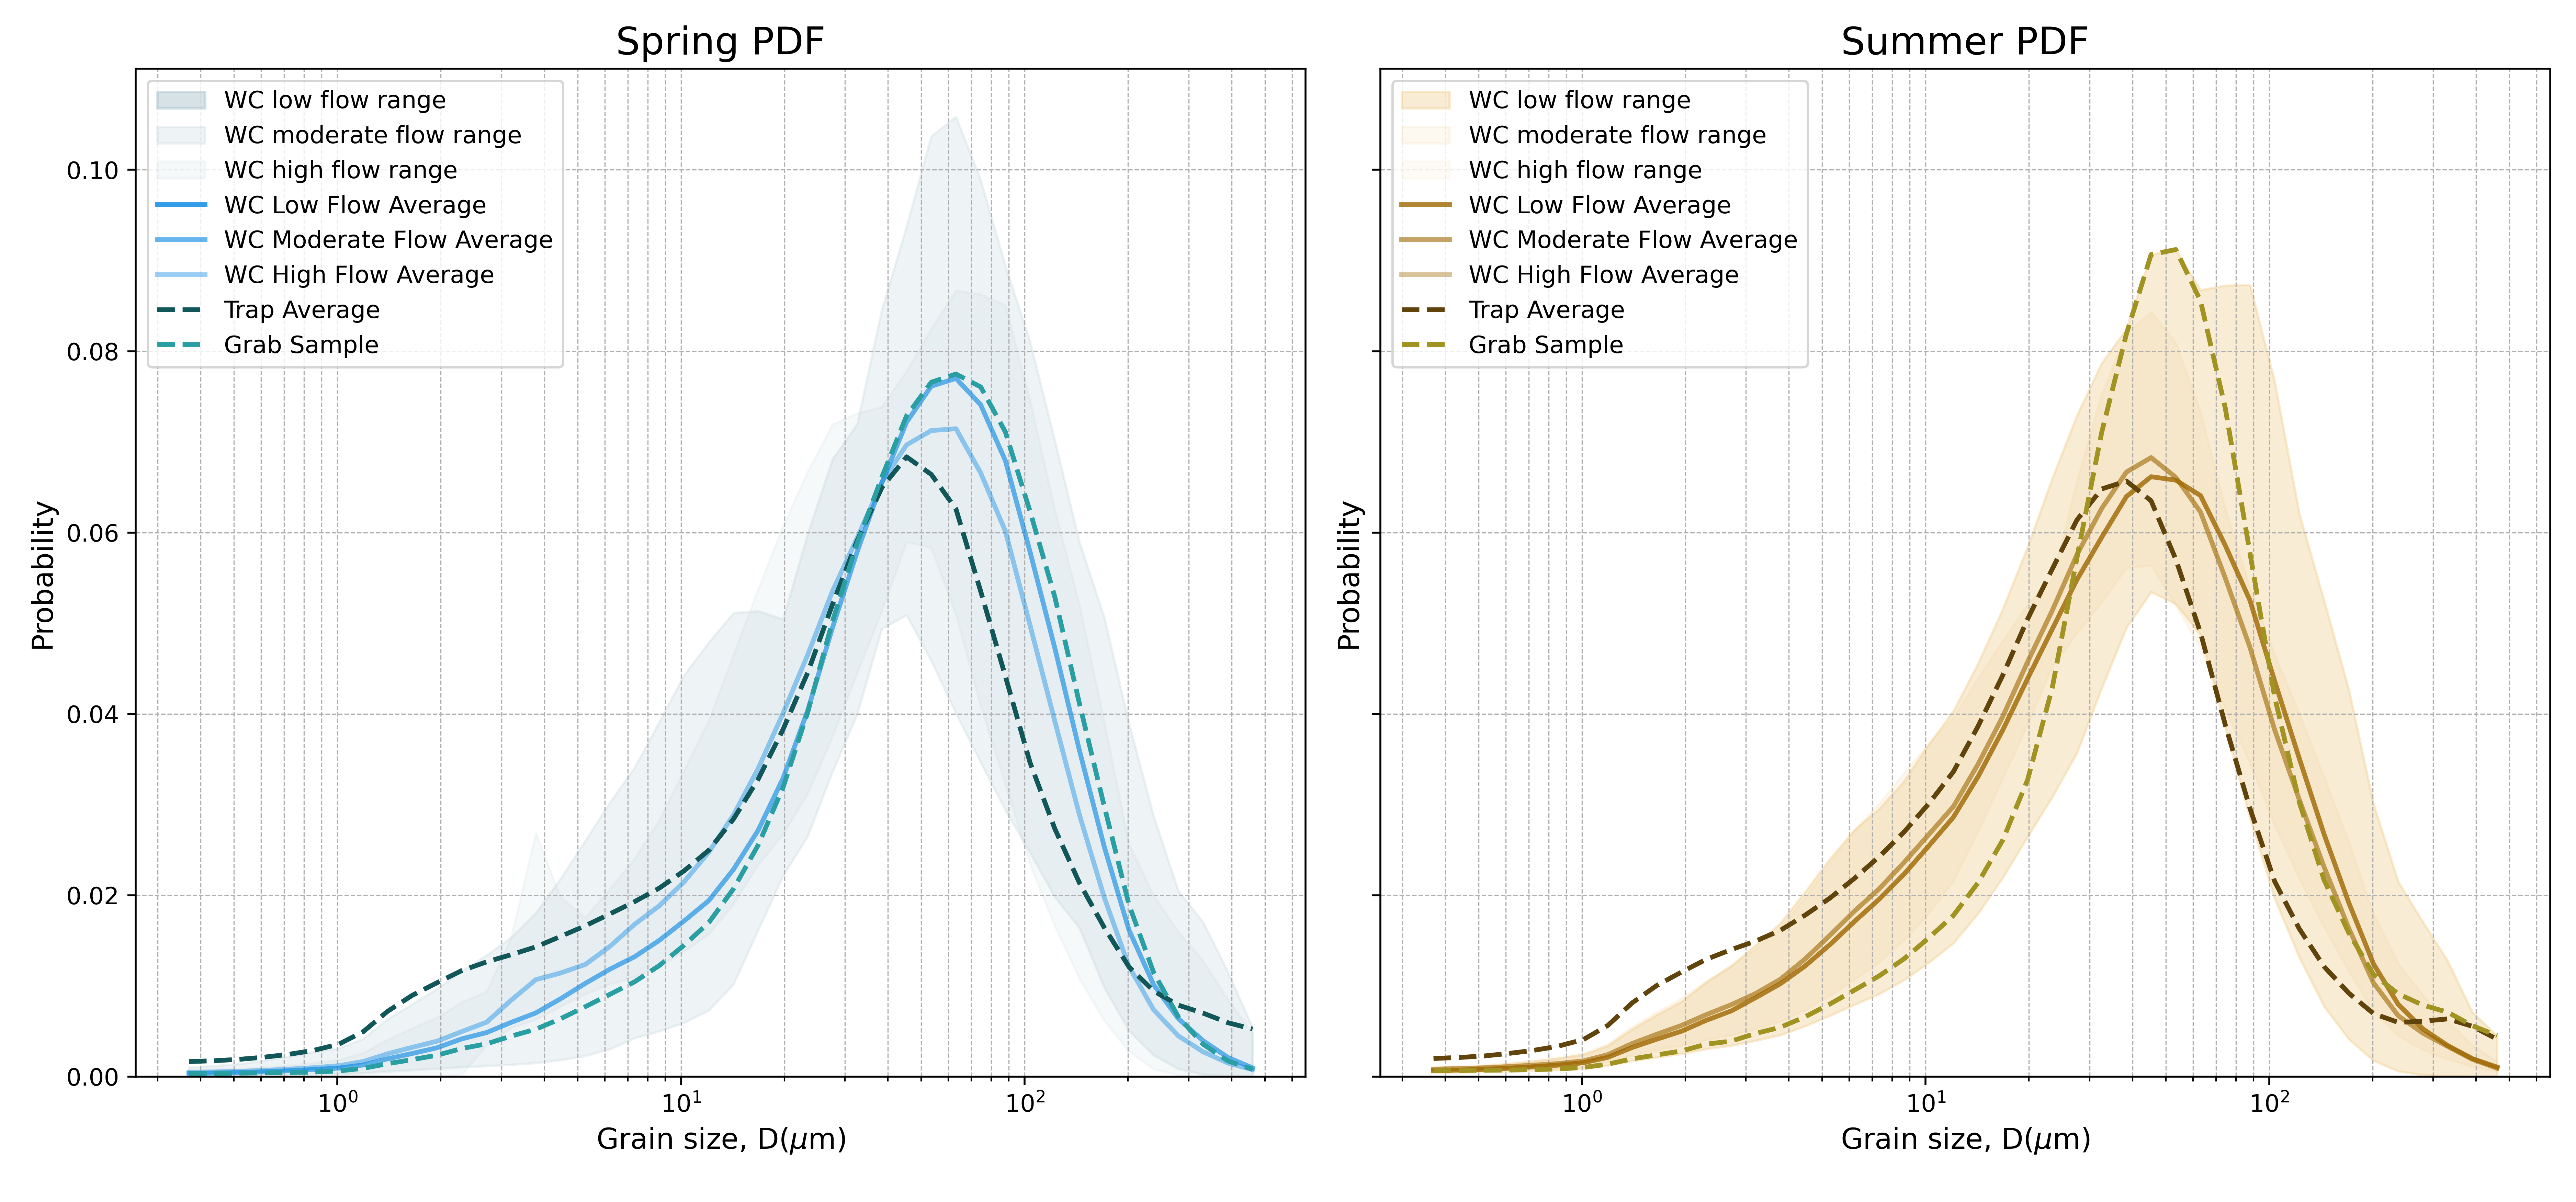 Spring PDF
WC low flow range
WC moderate flow range
WC high flow range
WC Low Flow Average
WC Moderate Flow Average
WC High Flow Average
Trap Average
Grab Sample
0.10
0.08
0.06
0.04
0.02
0.00
Probability
10⁰
10¹
10²
Grain size, D(μm)
Summer PDF
WC low flow range
WC moderate flow range
WC high flow range
WC Low Flow Average
WC Moderate Flow Average
WC High Flow Average
Trap Average
Grab Sample
Probability
10⁰
10¹
10²
Grain size, D(μm)